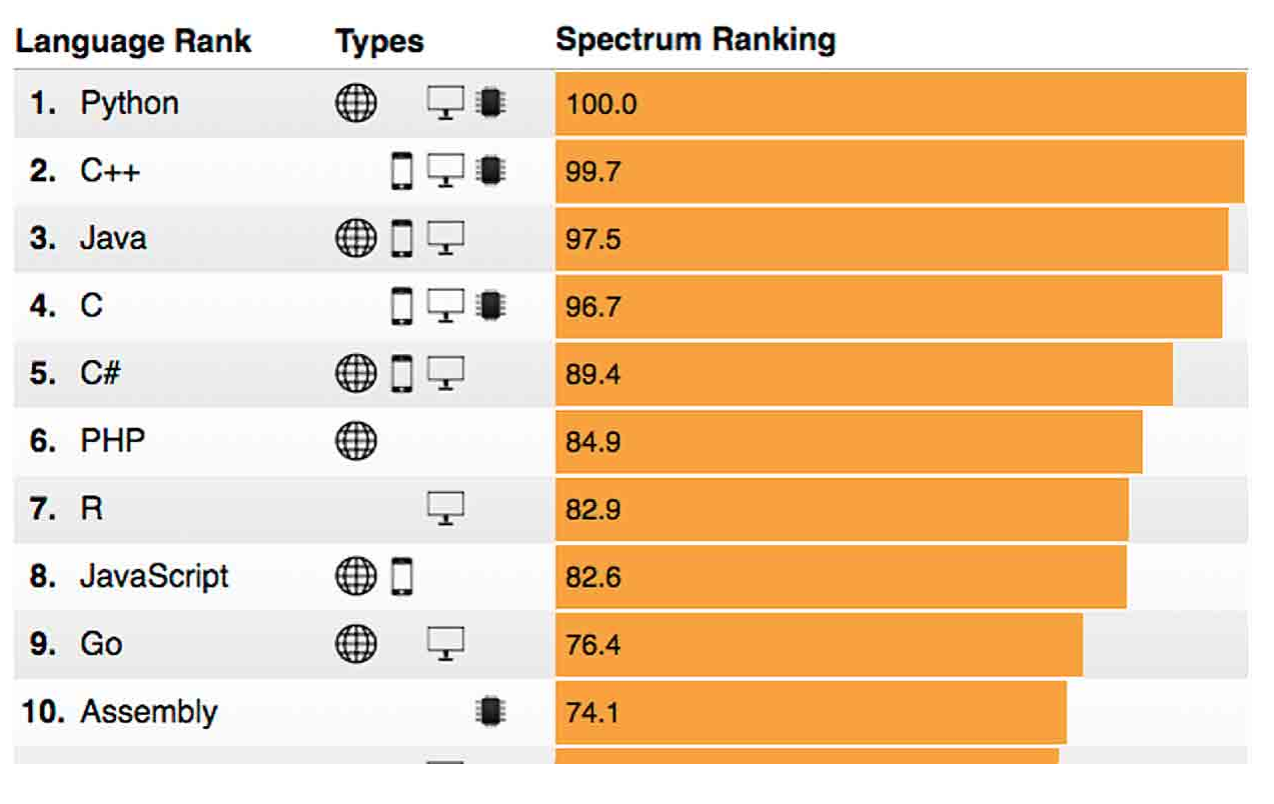 Language Rank Types Spectrum Ranking
1. Python 100.0
2. C++ 99.7
3. Java 97.5
4. C 96.7
5. C# 89.4
6. PHP 84.9
7. R 82.9
8. JavaScript 82.6
9. Go 76.4
10. Assembly 74.1